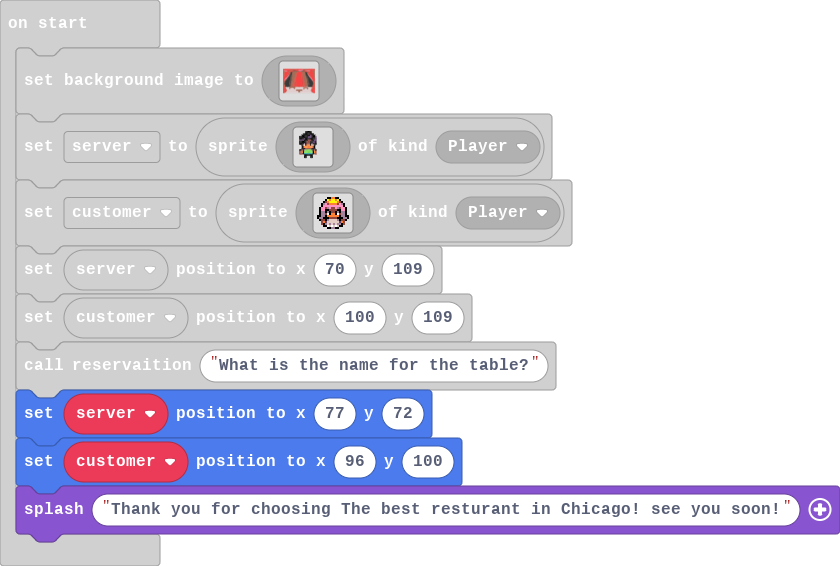 on start
set background image to
set server to sprite of kind Player
set customer to sprite of kind Player
set server position to x 70 y 109
set customer position to x 100 y 109
call reservaition "What is the name for the table?"
set server position to x 77 y 72
set customer position to x 96 y 100
splash "Thank you for choosing The best resturant in Chicago! see you soon!"